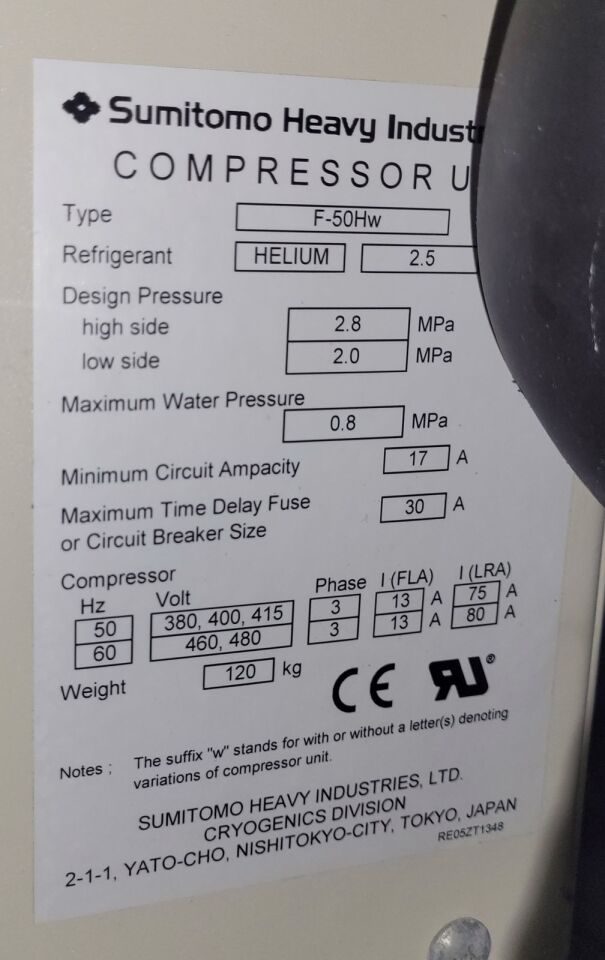 Sumitomo Heavy
COMPRESSOR
Type F-50Hw
Refrigerant HELIUM 2.5
Design Pressure
high side 2.8 MPa
low side 2.0 MPa
Maximum Water Pressure
0.8 MPa
Minimum Circuit Ampacity 17 A
Maximum Time Delay Fuse
or Circuit Breaker Size 30 A
Compressor
Hz Volt Phase I (FLA) I (LRA)
50 380, 400, 415 3 13 A 75 A
60 460, 480 3 13 A 80 A
Weight 120 kg
CE RU®
Notes ; The suffix "w" stands for with or without a letter(s) denoting
variations of compressor unit.
SUMITOMO HEAVY INDUSTRIES, LTD.
CRYOGENICS DIVISION
2-1-1, YATO-CHO, NISHITOKYO-CITY, TOKYO, JAPAN
RE05ZT1348